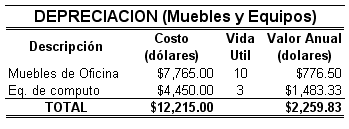 DEPRECIACION (Muebles y Equipos)
Descripción Costo (dólares) Vida Util Valor Anual (dolares)
Muebles de Oficina $7,765.00 10 $776.50
Eq. de computo $4,450.00 3 $1,483.33
TOTAL $12,215.00 $2,259.83